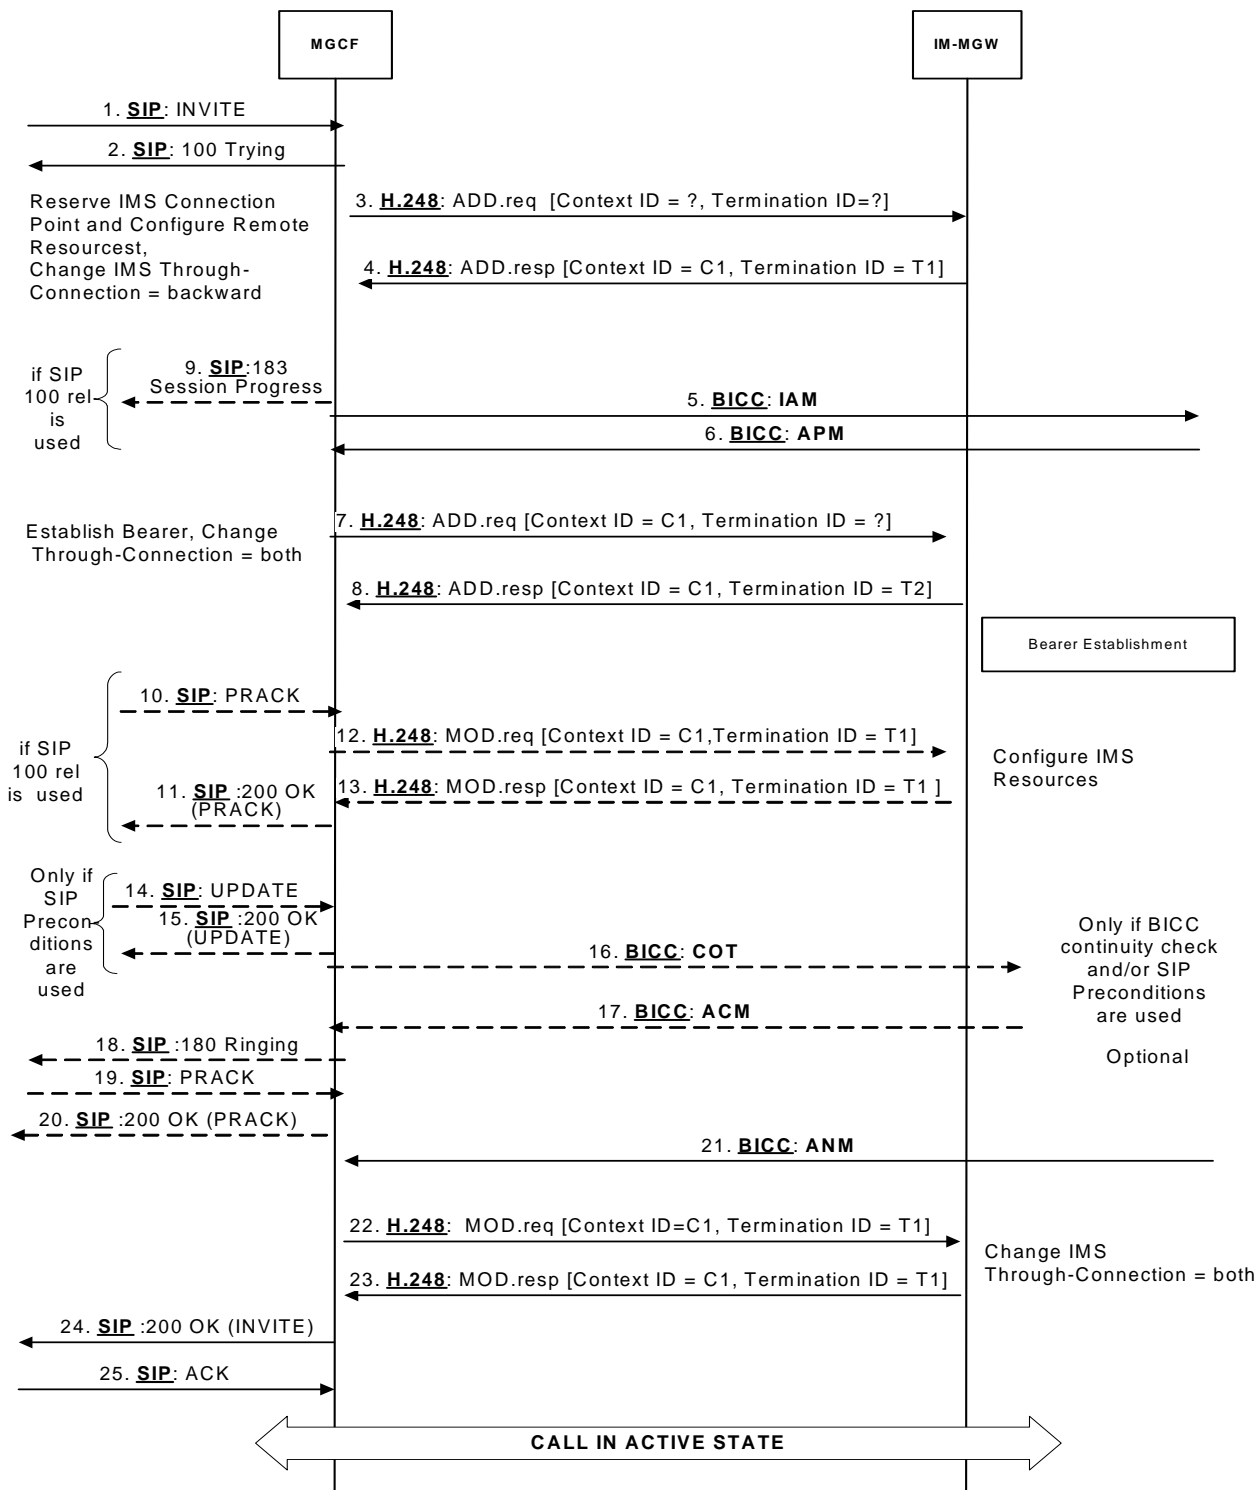 MGCF
IM-MGW
1. SIP: INVITE
2. SIP: 100 Trying
Reserve IMS Connection
Point and Configure Remote
Resourcest,
Change IMS Through-
Connection = backward
3. H.248: ADD.req [Context ID = ?, Termination ID=?]
4. H.248: ADD.resp [Context ID = C1, Termination ID = T1]
if SIP
100 rel
is
used
9. SIP:183
Session Progress
5. BICC: IAM
6. BICC: APM
Establish Bearer, Change
Through-Connection = both
7. H.248: ADD.req [Context ID = C1, Termination ID = ?]
8. H.248: ADD.resp [Context ID = C1, Termination ID = T2]
Bearer Establishment
if SIP
100 rel
is used
10. SIP: PRACK
12. H.248: MOD.req [Context ID = C1,Termination ID = T1]
11. SIP :200 OK
(PRACK)
13. H.248: MOD.resp [Context ID = C1, Termination ID = T1 ]
Configure IMS
Resources
Only if
SIP
Precon
ditions
are
used
14. SIP: UPDATE
15. SIP :200 OK
(UPDATE)
16. BICC: COT
17. BICC: ACM
Only if BICC
continuity check
and/or SIP
Preconditions
are used
Optional
18. SIP :180 Ringing
19. SIP: PRACK
20. SIP :200 OK (PRACK)
21. BICC: ANM
22. H.248: MOD.req [Context ID=C1, Termination ID = T1]
23. H.248: MOD.resp [Context ID = C1, Termination ID = T1]
Change IMS
Through-Connection = both
24. SIP :200 OK (INVITE)
25. SIP: ACK
CALL IN ACTIVE STATE